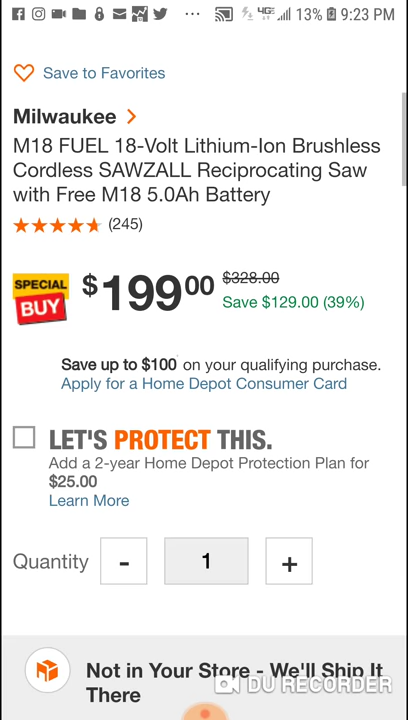 4G 13% 9:23 PM
Save to Favorites
Milwaukee
M18 FUEL 18-Volt Lithium-Ion Brushless
Cordless SAWZALL Reciprocating Saw
with Free M18 5.0Ah Battery
(245)
SPECIAL
BUY
$199.00 $328.00
Save $129.00 (39%)
Save up to $100 on your qualifying purchase.
Apply for a Home Depot Consumer Card
LET'S PROTECT THIS.
Add a 2-year Home Depot Protection Plan for
$25.00
Learn More
Quantity - 1 +
Not in Your Store - We'll Ship It
There
DU RECORDER